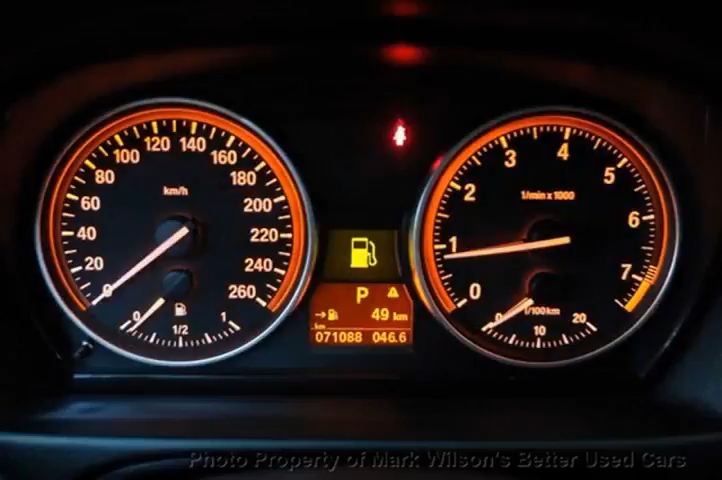 0 20 40 60 80 100 120 140 160 180 200 220 240 260
km/h
0 1/2 1
P
49 km
km
071088 046.6
0 1 2 3 4 5 6 7
1/min x 1000
l/100km
0 10 20
Photo Property of Mark Wilson's Better Used Cars